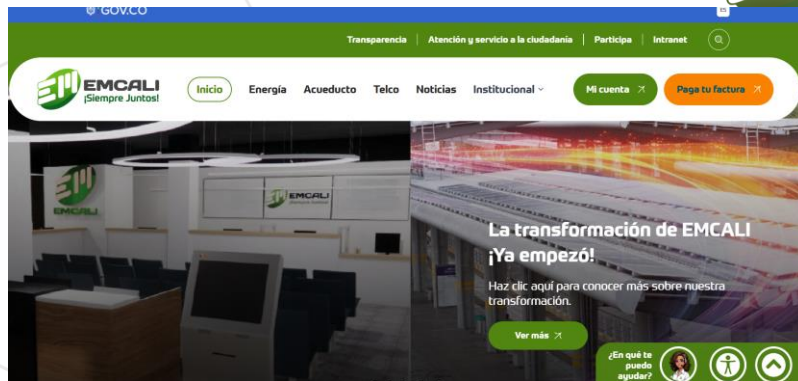 GOV.CO
ES
Transparencia
Atención y servicio a la ciudadanía
Participa
Intranet
EMCALI
¡Siempre Juntos!
Inicio
Energía
Acueducto
Telco
Noticias
Institucional
Mi cuenta
Paga tu factura
EMCALI
EMCALI
La transformación de EMCALI
¡Ya empezó!
Haz clic aquí para conocer más sobre nuestra
transformación.
Ver más
¿En qué te
puedo
ayudar?